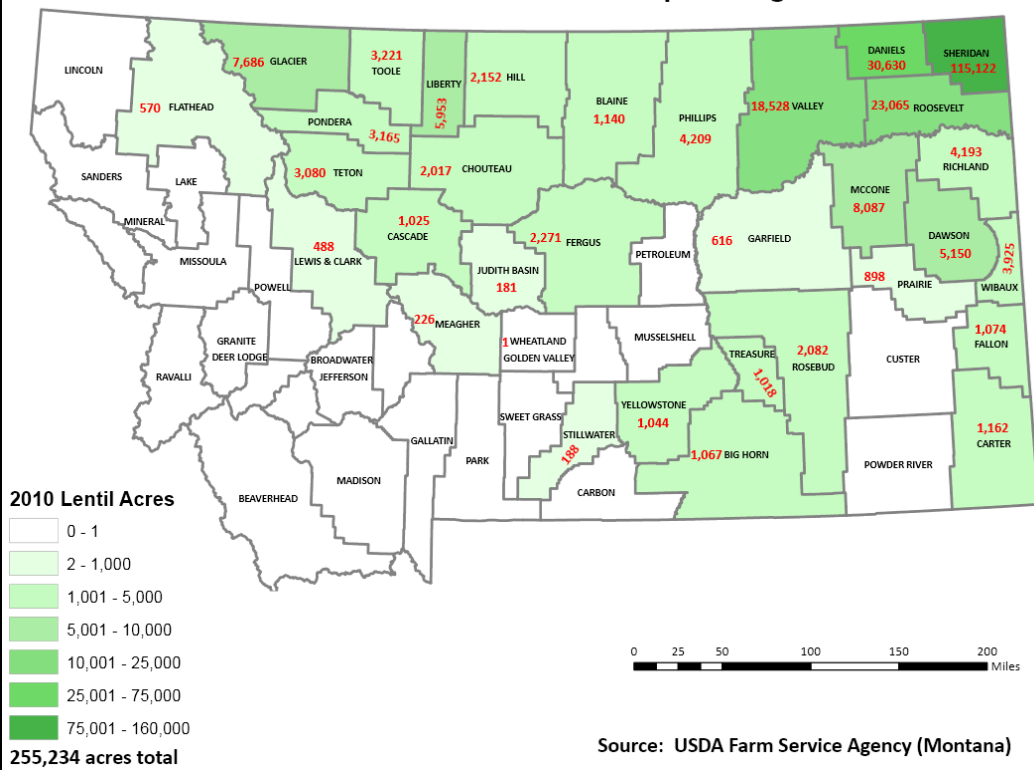 LINCOLN
570 FLATHEAD
7,686 GLACIER
3,221
TOOLE
LIBERTY
5,953
2,152 HILL
BLAINE
1,140
PHILLIPS
4,209
18,528 VALLEY
DANIELS
30,630
SHERIDAN
115,122
23,065 ROOSEVELT
PONDERA
3,165
SANDERS
LAKE
3,080 TETON
2,017 CHOUTEAU
4,193
RICHLAND
MCCONE
8,087
MINERAL
MISSOULA
1,025
CASCADE
488
LEWIS & CLARK
2,271 FERGUS
JUDITH BASIN
181
PETROLEUM
616 GARFIELD
DAWSON
5,150
3,925
WIBAUX
898 PRAIRIE
POWELL
226 MEAGHER
GRANITE
DEER LODGE
1 WHEATLAND
GOLDEN VALLEY
MUSSELSHELL
TREASURE
1,018
2,082
ROSEBUD
CUSTER
1,074
FALLON
BROADWATER
JEFFERSON
RAVALLI
SWEET GRASS
YELLOWSTONE
1,044
STILLWATER
188
1,067 BIG HORN
1,162
CARTER
GALLATIN
PARK
POWDER RIVER
MADISON
BEAVERHEAD
CARBON
2010 Lentil Acres
0 - 1
2 - 1,000
1,001 - 5,000
5,001 - 10,000
10,001 - 25,000
25,001 - 75,000
75,001 - 160,000
255,234 acres total
0 25 50 100 150 200
Miles
Source: USDA Farm Service Agency (Montana)